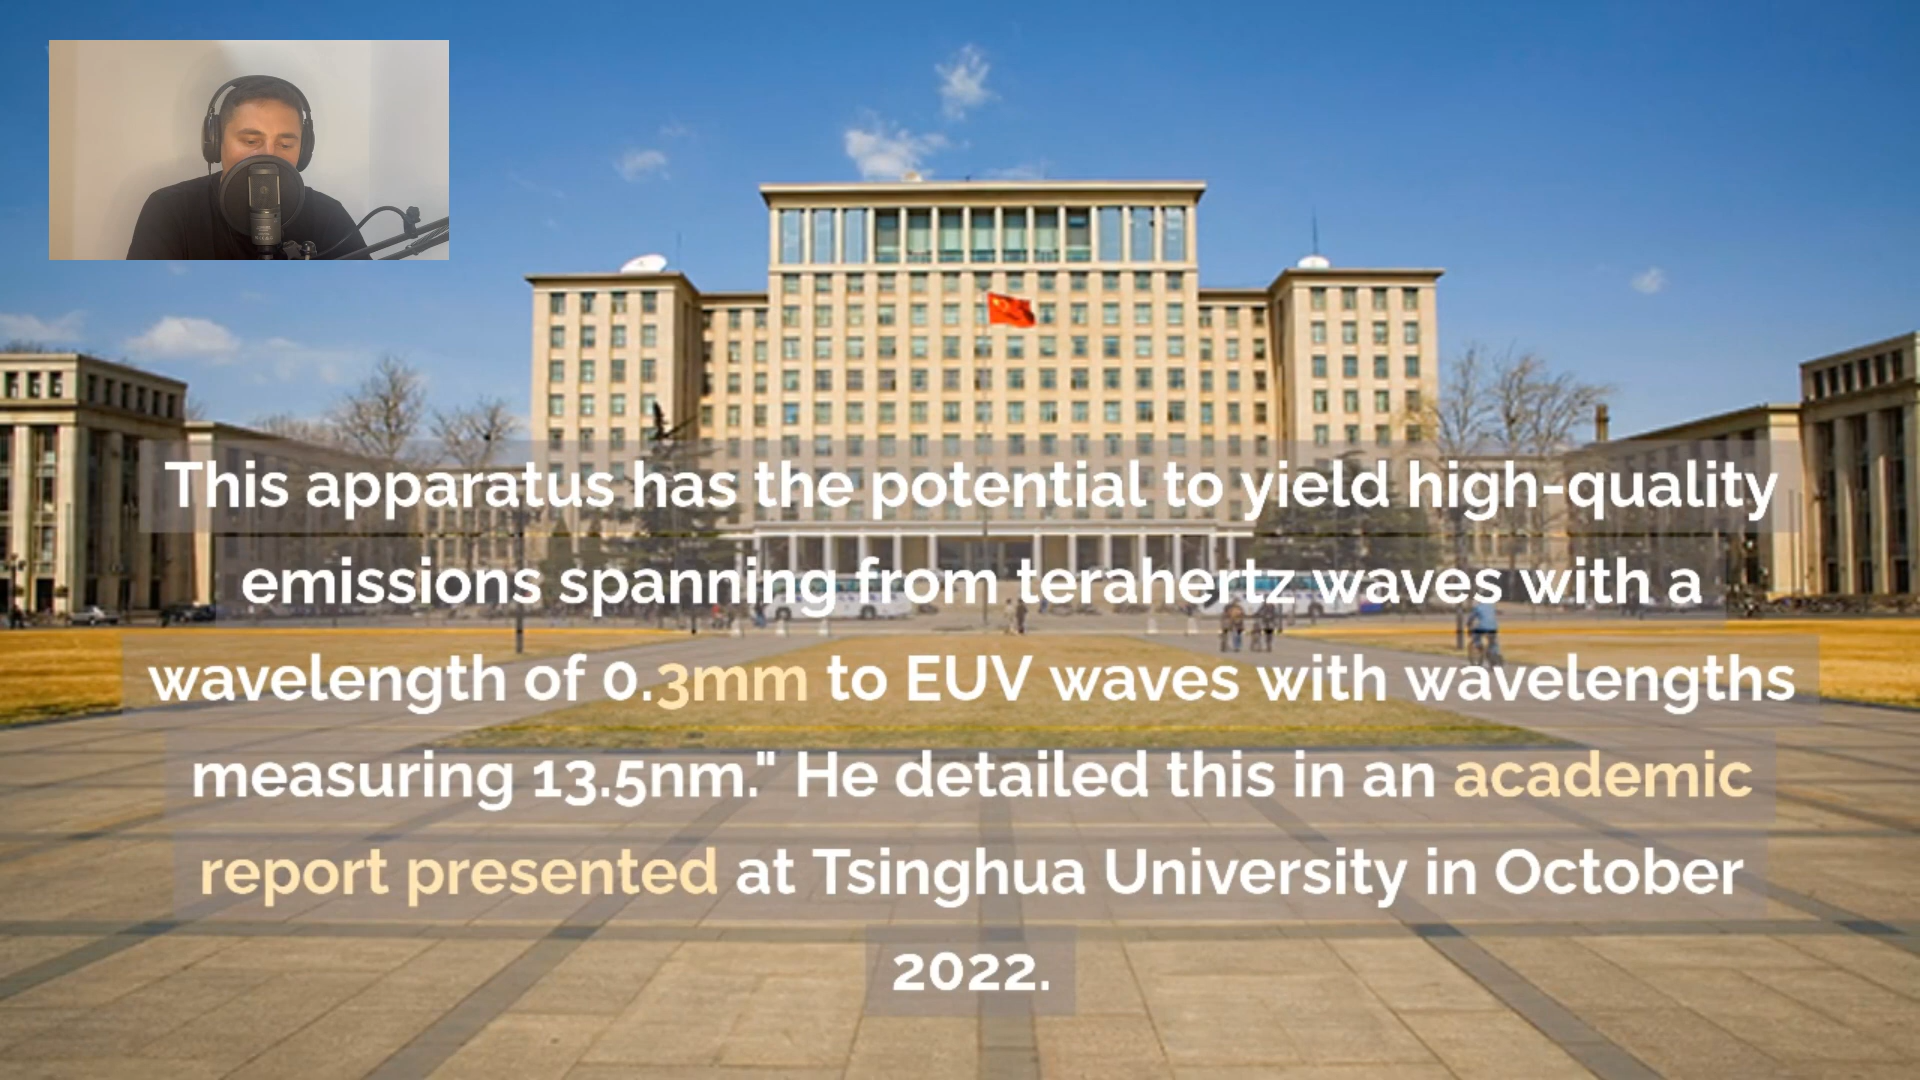 This apparatus has the potential to yield high-quality
emissions spanning from terahertz waves with a
wavelength of 0.3mm to EUV waves with wavelengths
measuring 13.5nm." He detailed this in an academic
report presented at Tsinghua University in October
2022.